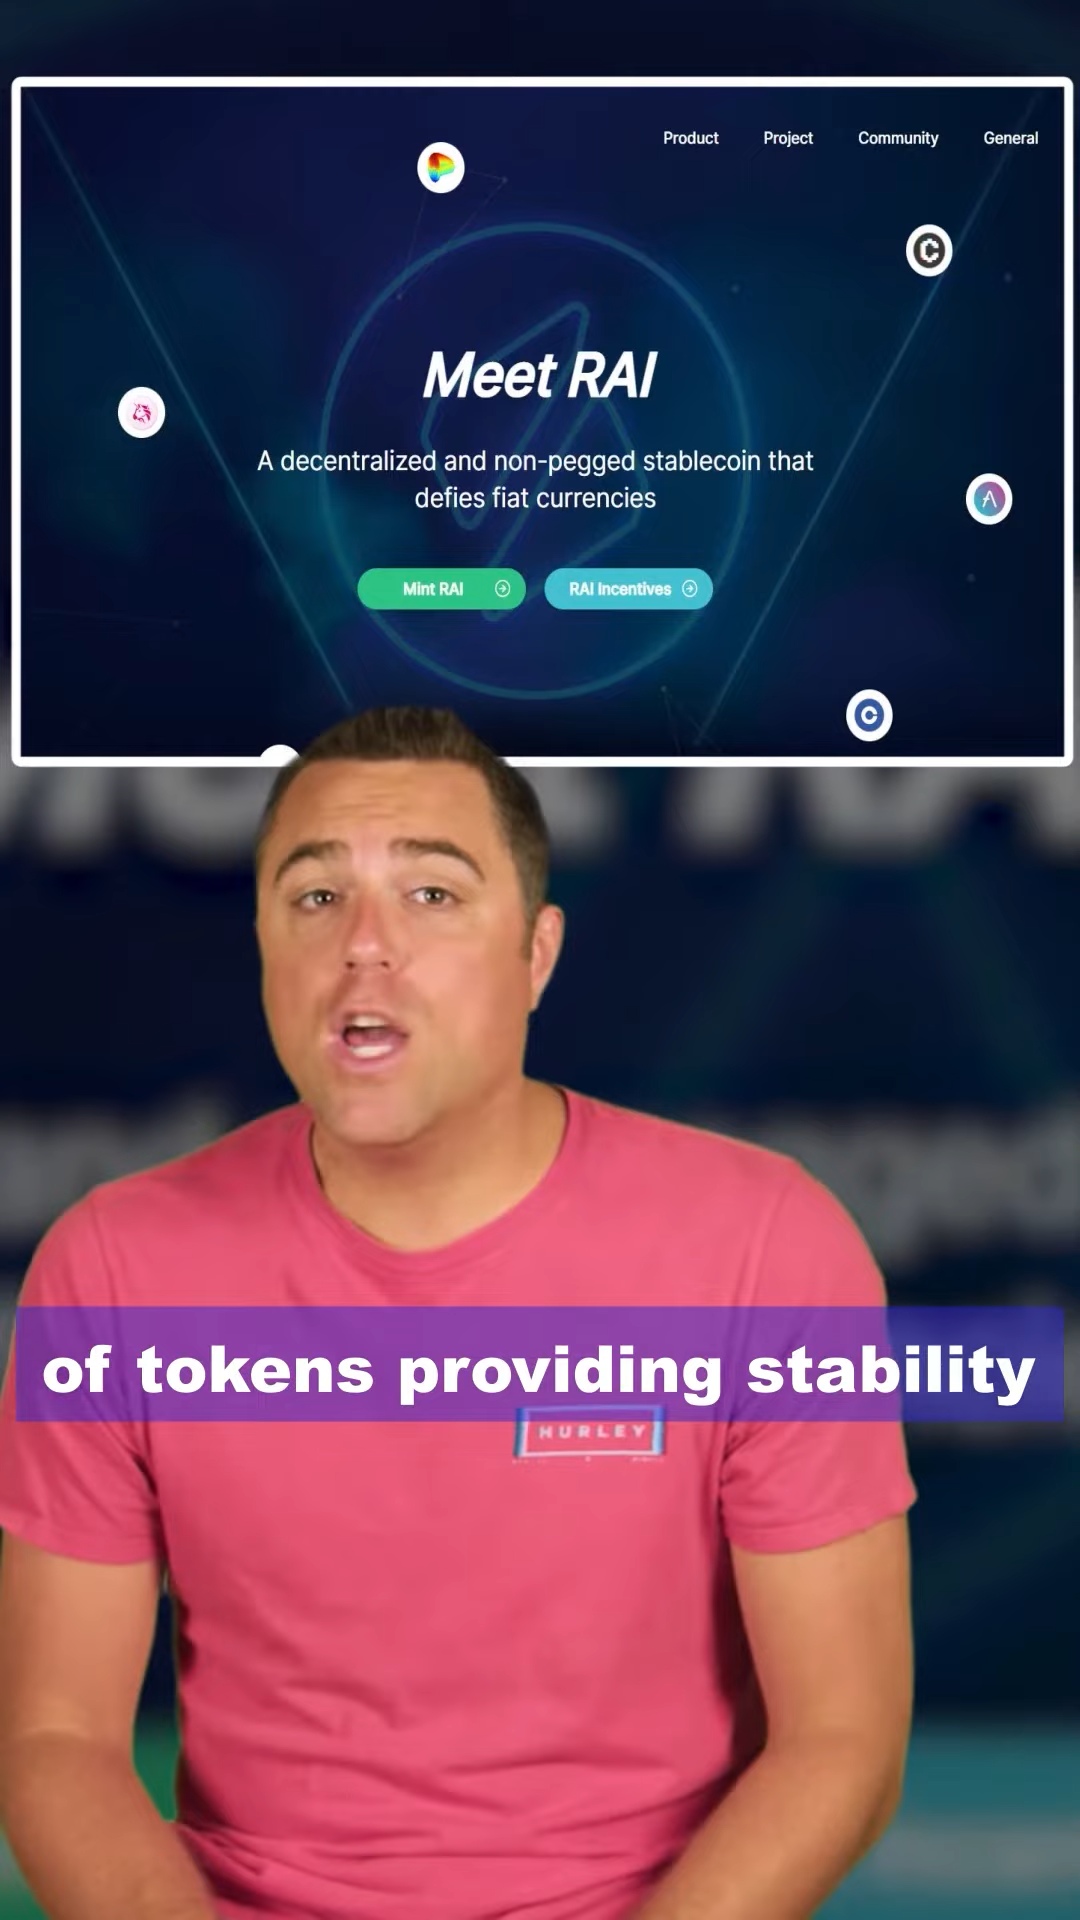 Product Project Community General
Meet RAI
A decentralized and non-pegged stablecoin that
defies fiat currencies
Mint RAI
RAI Incentives
of tokens providing stability
HURLEY